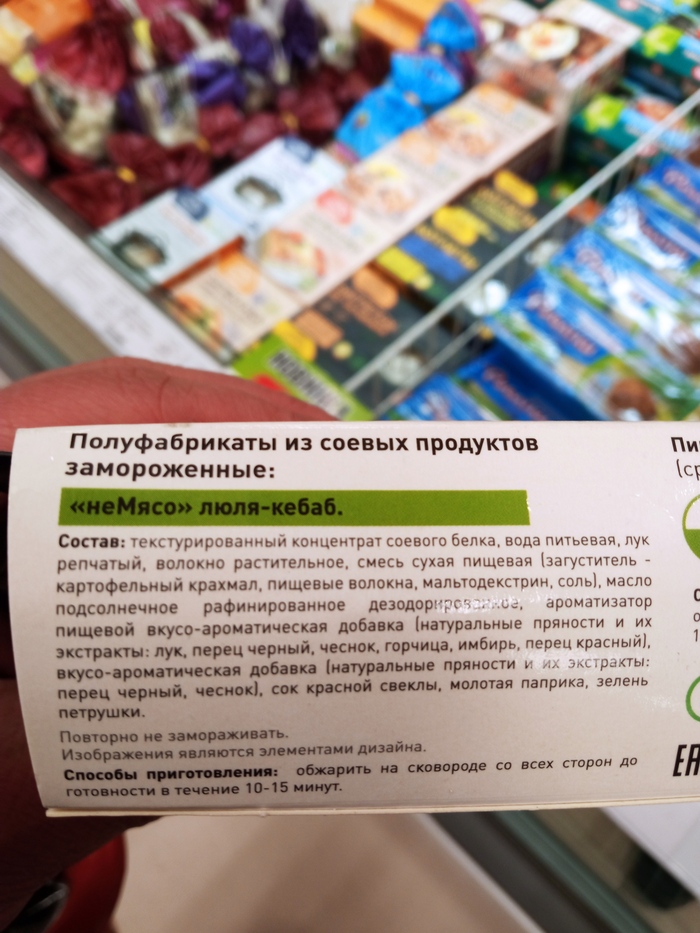 Полуфабрикаты из соевых продуктов
замороженные:
«неМясо» люля-кебаб.
Состав: текстурированный концентрат соевого белка, вода питьевая, лук
репчатый, волокно растительное, смесь сухая пищевая (загуститель -
картофельный крахмал, пищевые волокна, мальтодекстрин, соль), масло
подсолнечное рафинированное дезодорированное, ароматизатор
пищевой вкусо-ароматическая добавка (натуральные пряности и их
экстракты: лук, перец черный, чеснок, горчица, имбирь, перец красный),
вкусо-ароматическая добавка (натуральные пряности и их экстракты:
перец черный, чеснок), сок красной свеклы, молотая паприка, зелень
петрушки.
Повторно не замораживать.
Изображения являются элементами дизайна.
Способы приготовления: обжарить на сковороде со всех сторон до
готовности в течение 10-15 минут.